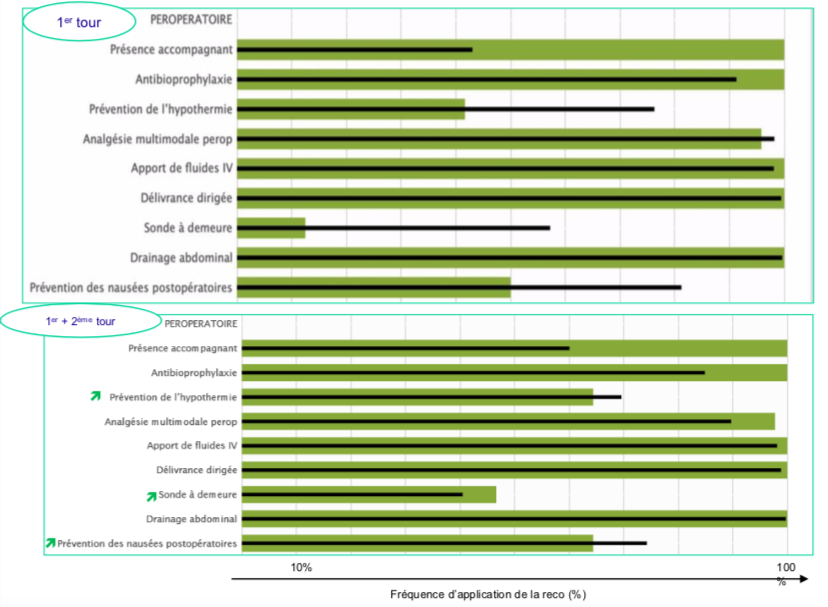 1er tour
PEROPERATOIRE
Présence accompagnant
Antibioprophylaxie
Prévention de l'hypothermie
Analgésie multimodale perop
Apport de fluides IV
Délivrance dirigée
Sonde à demeure
Drainage abdominal
Prévention des nausées postopératoires
1er + 2ème tour
PEROPERATOIRE
Présence accompagnant
Antibioprophylaxie
Prévention de l'hypothermie
Analgésie multimodale perop
Apport de fluides IV
Délivrance dirigée
Sonde à demeure
Drainage abdominal
Prévention des nausées postopératoires
10% 100
%
Fréquence d'application de la reco (%)